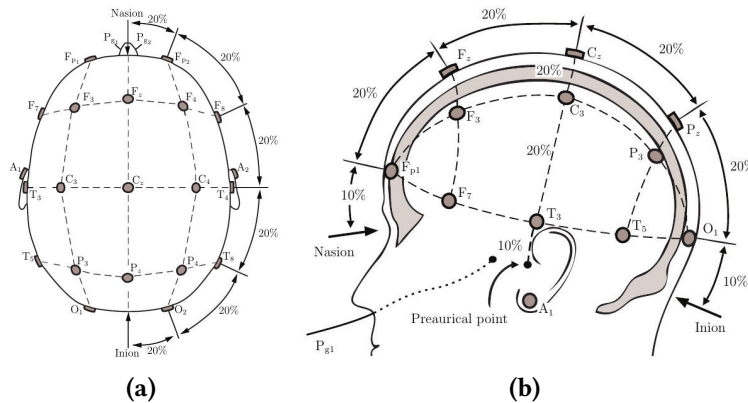 Nasion
20%
Pg1 Pg2
Fp1 Fp2
20%
F7 F3 Fz F4 F8
20%
A1 A2
T3 C3 Cz C4 T4
20%
T5 P3 Pz P4 T8
20%
O1 O2
Inion
20%
(a)
20%
Fz Cz
20%
20%
20%
F3 C3 Pz
20%
Fp1 P3
20%
10%
F7 T3 T5 O1
Nasion
10%
10%
A1
Preaurical point
Inion
Pg1
(b)